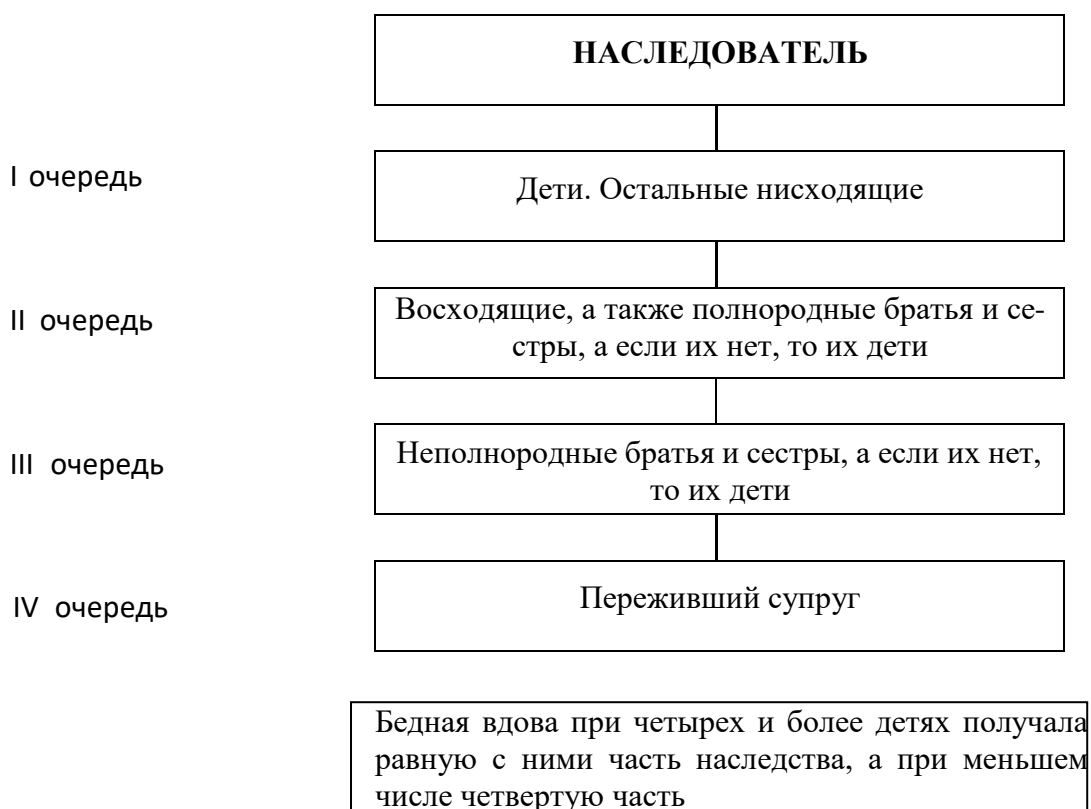 НАСЛЕДОВАТЕЛЬ
I очередь
Дети. Остальные нисходящие
II очередь
Восходящие, а также полнородные братья и се-
стры, а если их нет, то их дети
III очередь
Неполнородные братья и сестры, а если их нет,
то их дети
IV очередь
Переживший супруг
Бедная вдова при четырех и более детях получала
равную с ними часть наследства, а при меньшем
числе четвертую часть